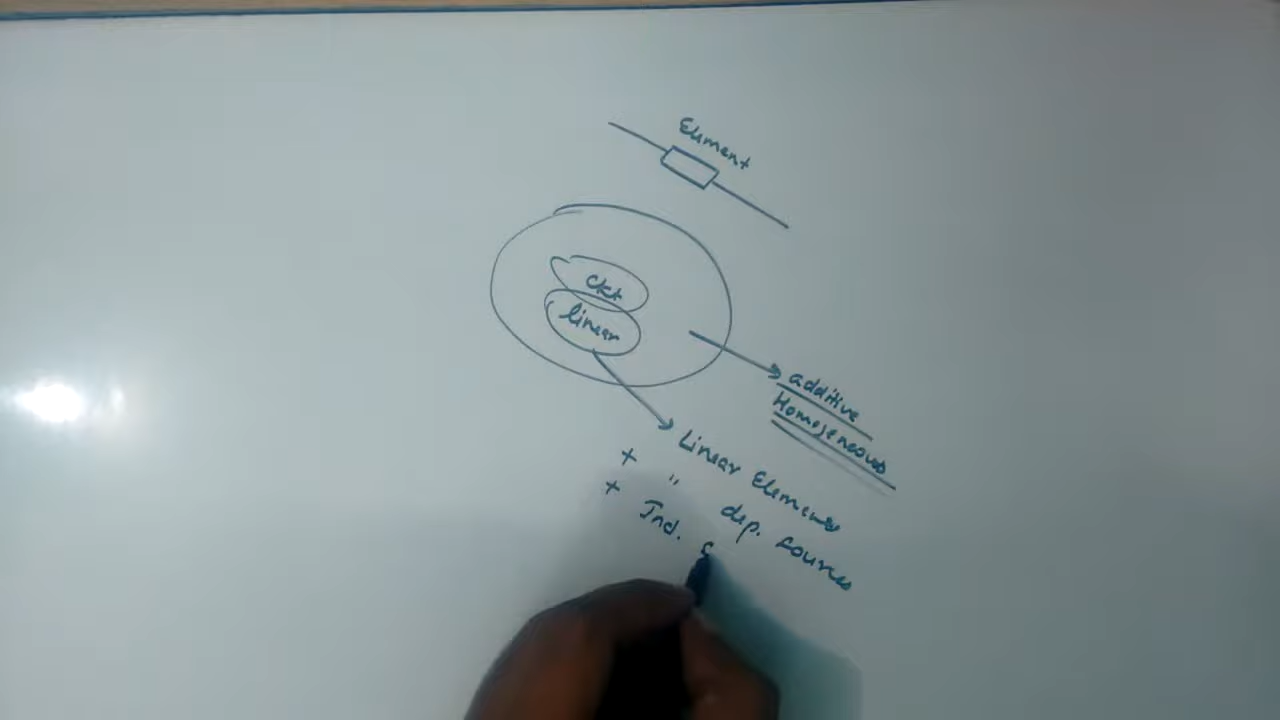 Element
ckt
linear
additive
Homogeneous
Linear Elements
+ " dep. sources
+ Ind. s